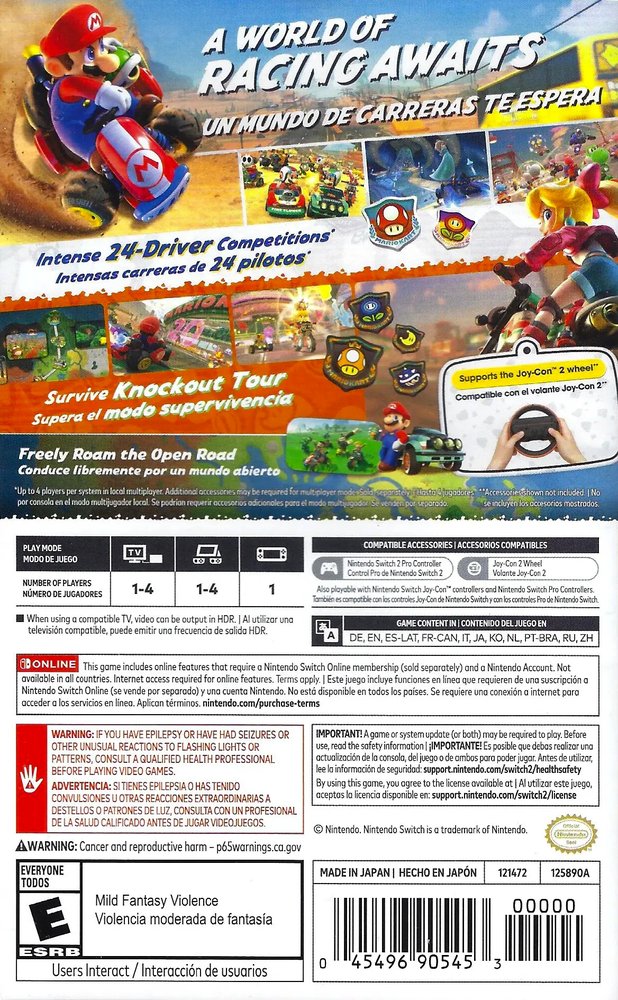 A WORLD OF
RACING AWAITS
UN MUNDO DE CARRERAS TE ESPERA
MARIO KART
Intense 24-Driver Competitions*
Intensas carreras de 24 pilotos*
MARIO KART
Survive Knockout Tour
Supera el modo supervivencia
Supports the Joy-Con™ 2 wheel**
Compatible con el volante Joy-Con 2**
Freely Roam the Open Road
Conduce libremente por un mundo abierto
*Up to 4 players per system in local multiplayer. Additional accessories may be required for multiplayer mode. Sold separately. | Hasta 4 jugadores
por consola en el modo multijugador local. Se podrían requerir accesorios adicionales para el modo multijugador. Se venden por separado.
**Accessories shown not included. | No
se incluyen los accesorios mostrados.
PLAY MODE
MODO DE JUEGO
TV
NUMBER OF PLAYERS
NÚMERO DE JUGADORES
1-4
1-4
1
When using a compatible TV, video can be output in HDR. | Al utilizar una
televisión compatible, puede emitir una frecuencia de salida HDR.
COMPATIBLE ACCESSORIES | ACCESORIOS COMPATIBLES
Nintendo Switch 2 Pro Controller
Control Pro de Nintendo Switch 2
Joy-Con 2 Wheel
Volante Joy-Con 2
Also playable with Nintendo Switch Joy-Con™ controllers and Nintendo Switch Pro Controllers.
También es compatible con los controles Joy-Con de Nintendo Switch y con los controles Pro de Nintendo Switch.
GAME CONTENT IN | CONTENIDO DEL JUEGO EN
DE, EN, ES-LAT, FR-CAN, IT, JA, KO, NL, PT-BRA, RU, ZH
ONLINE This game includes online features that require a Nintendo Switch Online membership (sold separately) and a Nintendo Account. Not
available in all countries. Internet access required for online features. Terms apply. | Este juego incluye funciones en línea que requieren de una suscripción a
Nintendo Switch Online (se vende por separado) y una cuenta Nintendo. No está disponible en todos los países. Se requiere una conexión a internet para
acceder a los servicios en línea. Aplican términos. nintendo.com/purchase-terms
WARNING: IF YOU HAVE EPILEPSY OR HAVE HAD SEIZURES OR
OTHER UNUSUAL REACTIONS TO FLASHING LIGHTS OR
PATTERNS, CONSULT A QUALIFIED HEALTH PROFESSIONAL
BEFORE PLAYING VIDEO GAMES.
ADVERTENCIA: SI TIENES EPILEPSIA O HAS TENIDO
CONVULSIONES U OTRAS REACCIONES EXTRAORDINARIAS A
DESTELLOS O PATRONES DE LUZ, CONSULTA CON UN PROFESIONAL
DE LA SALUD CALIFICADO ANTES DE JUGAR VIDEOJUEGOS.
IMPORTANT! A game or system update (or both) may be required to play. Before
use, read the safety information | ¡IMPORTANTE! Es posible que debas realizar una
actualización de la consola, del juego o de ambos para poder jugar. Antes de utilizar,
lee la información de seguridad: support.nintendo.com/switch2/healthsafety
By using this game, you agree to the license available at | Al utilizar este juego,
aceptas la licencia disponible en: support.nintendo.com/switch2/license
© Nintendo. Nintendo Switch is a trademark of Nintendo.
Official
Nintendo
Seal
WARNING: Cancer and reproductive harm – p65warnings.ca.gov
EVERYONE
TODOS
E
ESRB
Mild Fantasy Violence
Violencia moderada de fantasía
Users Interact / Interacción de usuarios
MADE IN JAPAN | HECHO EN JAPÓN
121472
125890A
00000
0 45496 90545 3